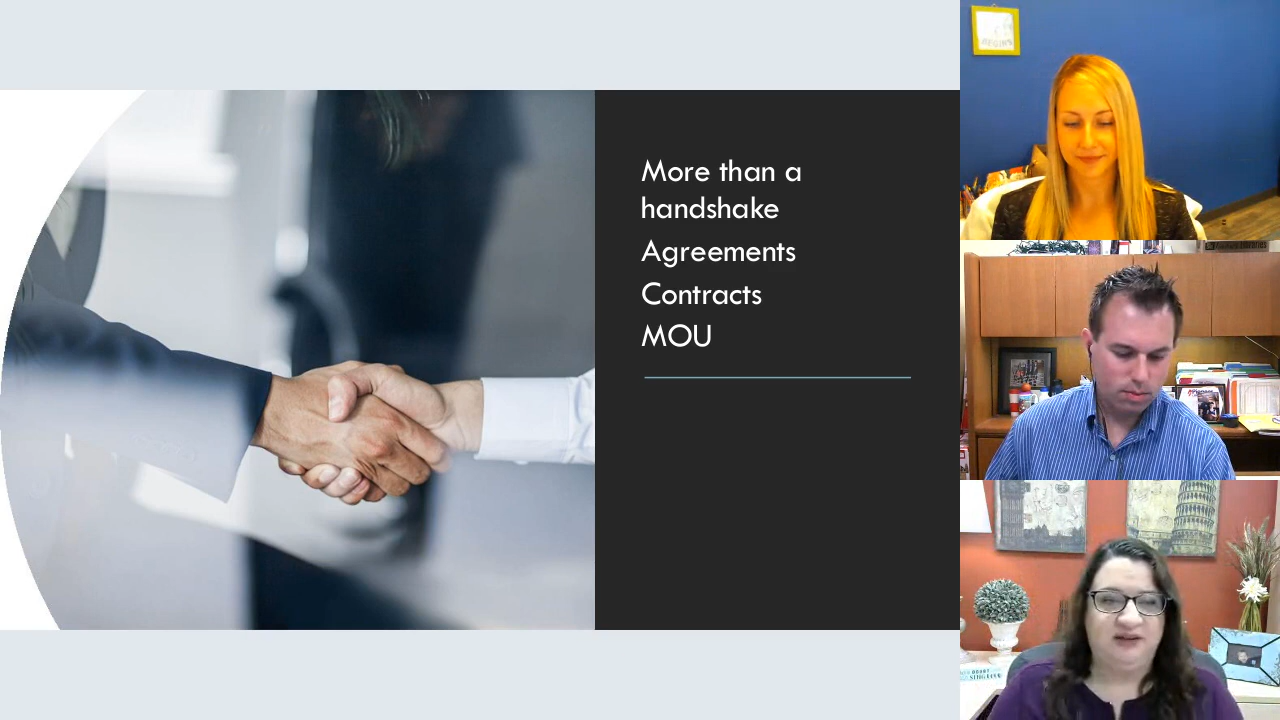 More than a
handshake
Agreements
Contracts
MOU